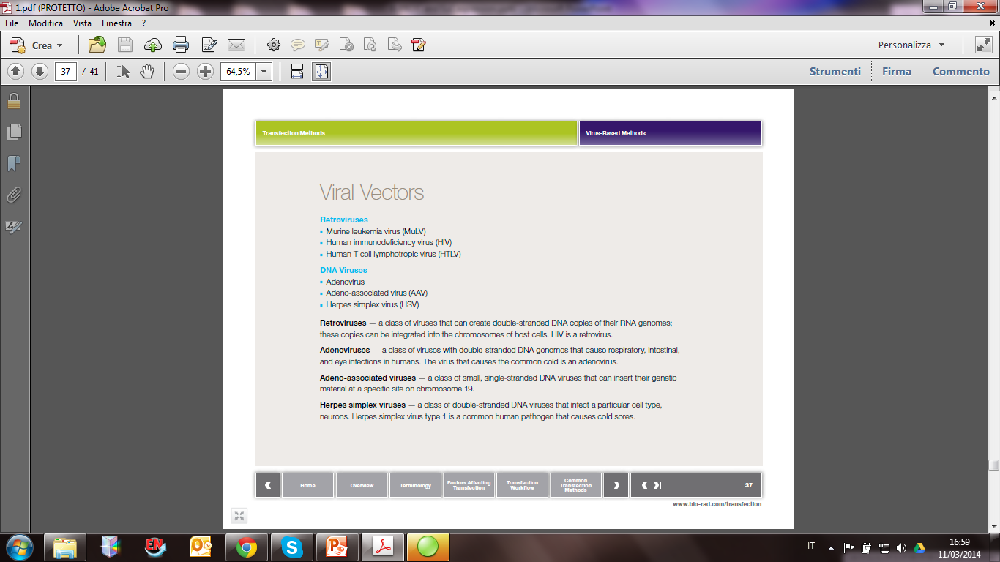 1.pdf (PROTETTO) - Adobe Acrobat Pro
File Modifica Vista Finestra ?
Crea Personalizza
37 / 41 64,5% Strumenti Firma Commento
Transfection Methods Virus-Based Methods
Viral Vectors
Retroviruses
Murine leukemia virus (MuLV)
Human immunodeficiency virus (HIV)
Human T-cell lymphotropic virus (HTLV)
DNA Viruses
Adenovirus
Adeno-associated virus (AAV)
Herpes simplex virus (HSV)
Retroviruses — a class of viruses that can create double-stranded DNA copies of their RNA genomes;
these copies can be integrated into the chromosomes of host cells. HIV is a retrovirus.
Adenoviruses — a class of viruses with double-stranded DNA genomes that cause respiratory, intestinal,
and eye infections in humans. The virus that causes the common cold is an adenovirus.
Adeno-associated viruses — a class of small, single-stranded DNA viruses that can insert their genetic
material at a specific site on chromosome 19.
Herpes simplex viruses — a class of double-stranded DNA viruses that infect a particular cell type,
neurons. Herpes simplex virus type 1 is a common human pathogen that causes cold sores.
Home Overview Terminology Factors Affecting Transfection Transfection Workflow Common Transfection Methods 37
www.bio-rad.com/transfection
EN IT 16:59
11/03/2014